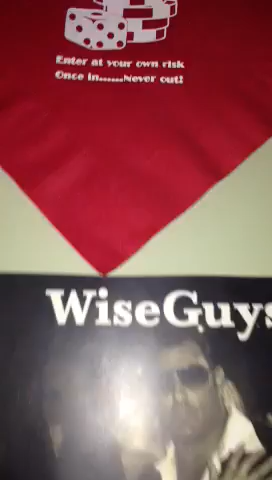 Enter at your own risk
Once in......Never out!
WiseGuys